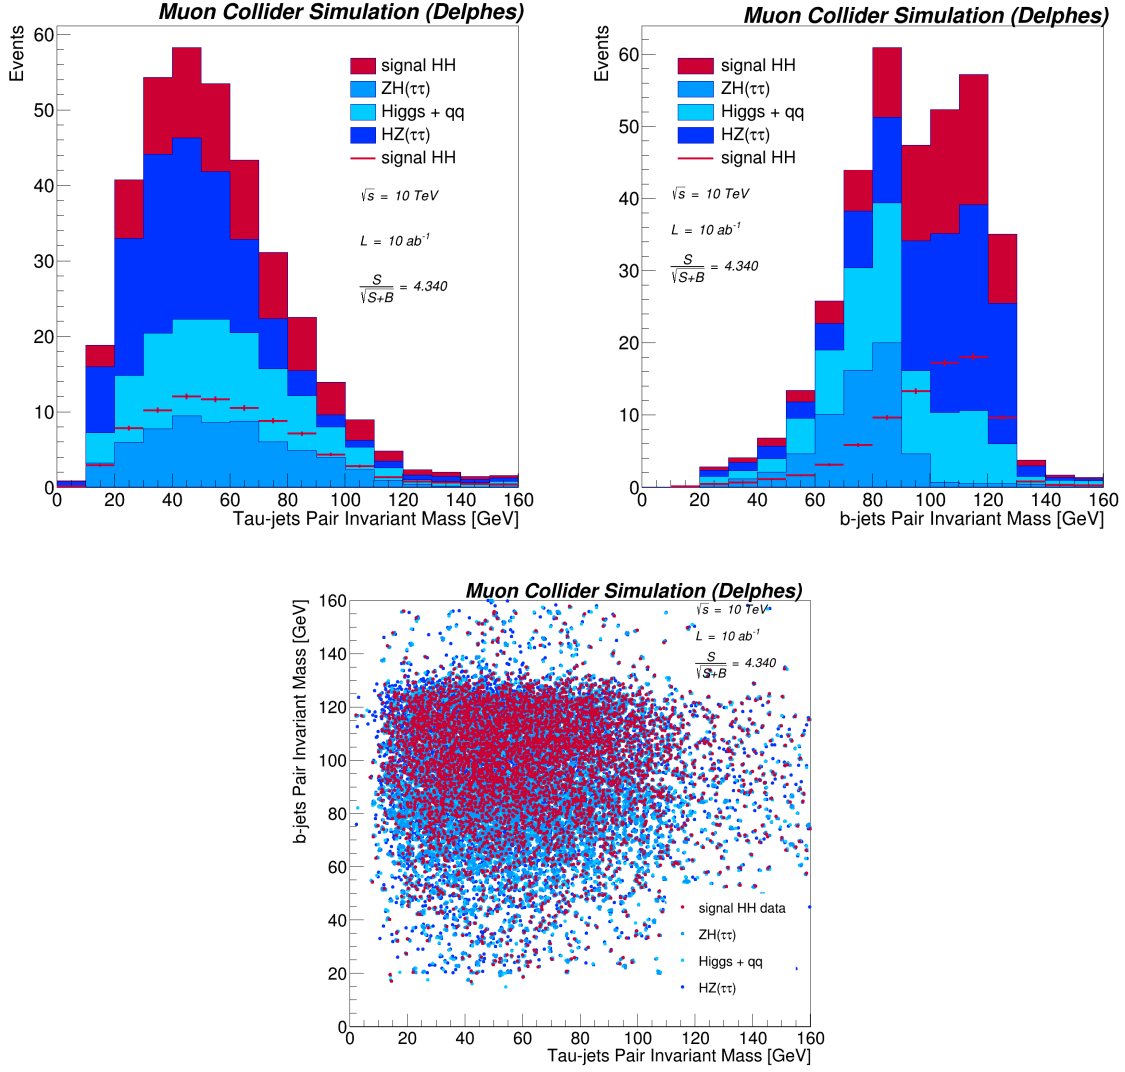 Muon Collider Simulation (Delphes)
Events
60
50
40
30
20
10
0
signal HH
ZH(ττ)
Higgs + qq
HZ(ττ)
signal HH
√s = 10 TeV
L = 10 ab⁻¹
S/√S+B = 4.340
0 20 40 60 80 100 120 140 160
Tau-jets Pair Invariant Mass [GeV]
Muon Collider Simulation (Delphes)
Events
60
50
40
30
20
10
0
signal HH
ZH(ττ)
Higgs + qq
HZ(ττ)
signal HH
√s = 10 TeV
L = 10 ab⁻¹
S/√S+B = 4.340
0 20 40 60 80 100 120 140 160
b-jets Pair Invariant Mass [GeV]
Muon Collider Simulation (Delphes)
b-jets Pair Invariant Mass [GeV]
160
140
120
100
80
60
40
20
0
√s = 10 TeV
L = 10 ab⁻¹
S/√S+B = 4.340
signal HH data
ZH(ττ)
Higgs + qq
HZ(ττ)
0 20 40 60 80 100 120 140 160
Tau-jets Pair Invariant Mass [GeV]